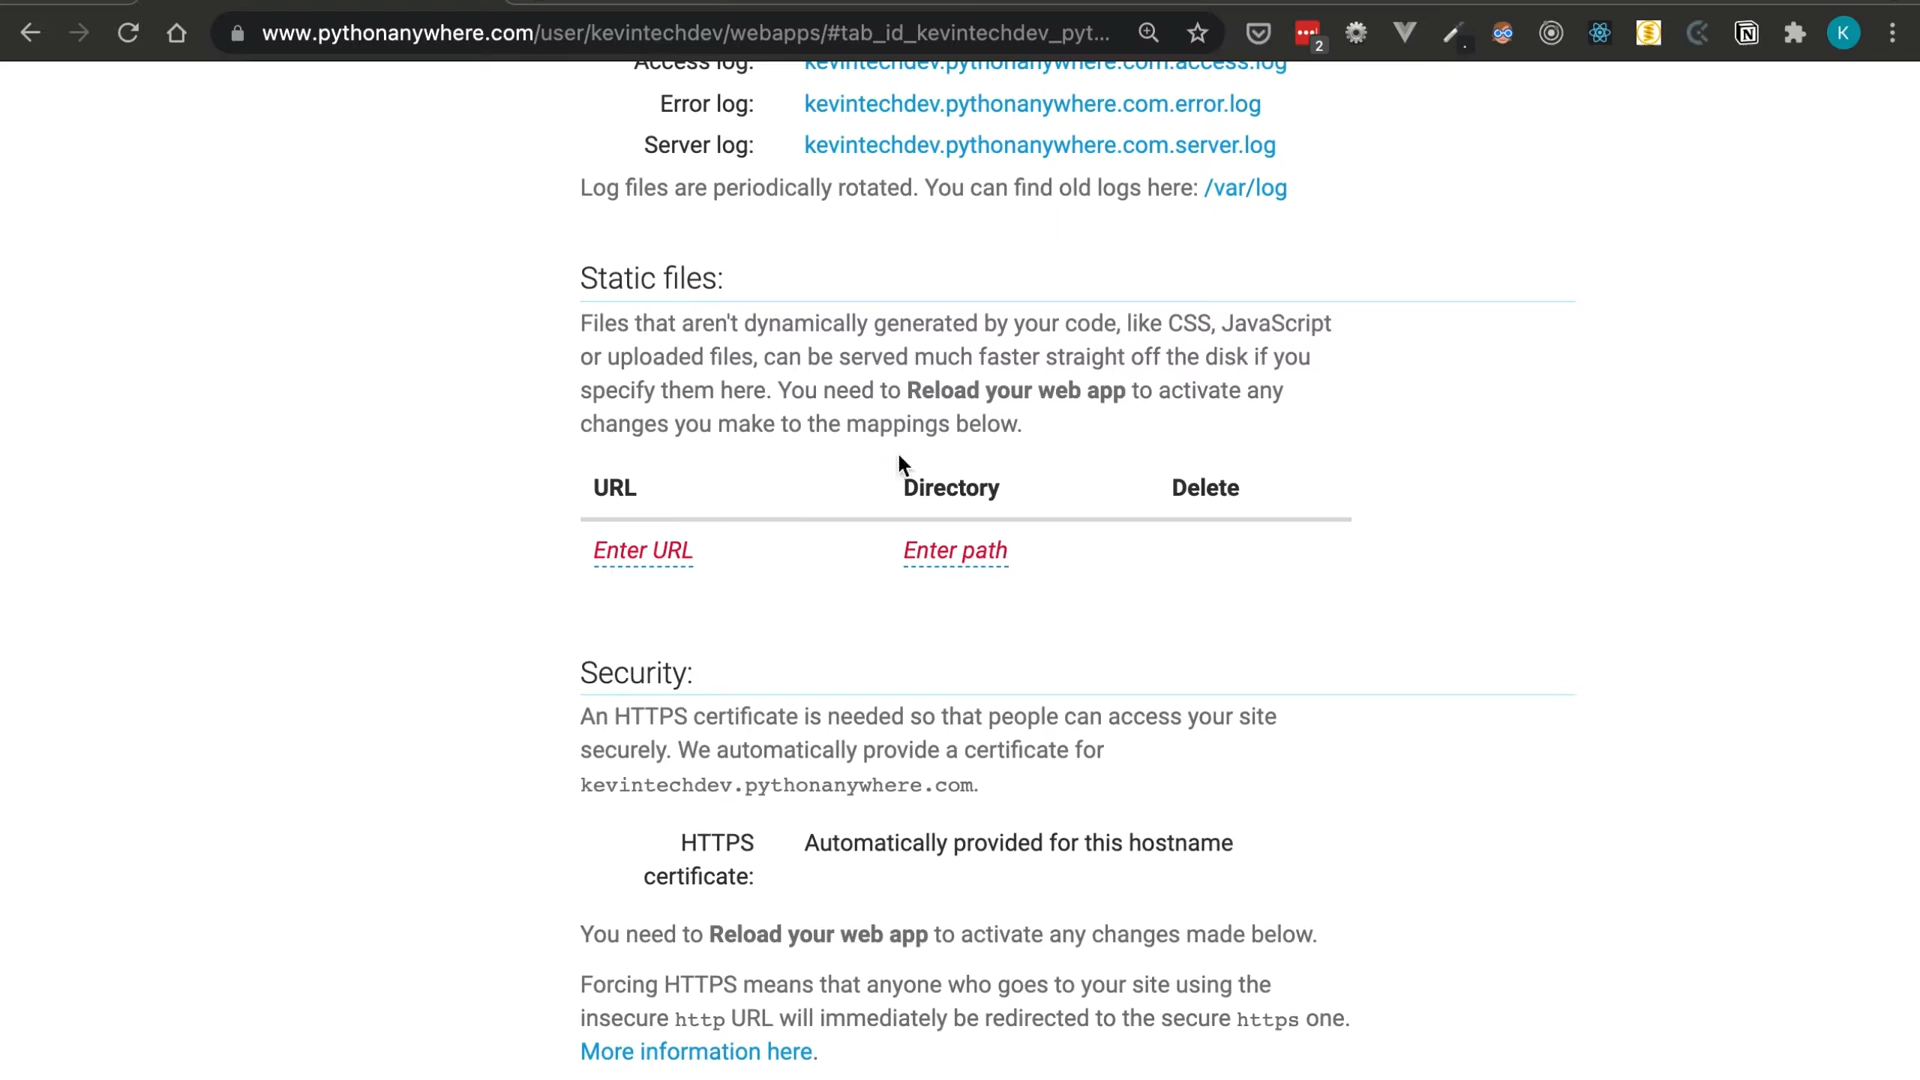 www.pythonanywhere.com/user/kevintechdev/webapps/#tab_id_kevintechdev_pyt...
2
K
Access log: kevintechdev.pythonanywhere.com.access.log
Error log: kevintechdev.pythonanywhere.com.error.log
Server log: kevintechdev.pythonanywhere.com.server.log
Log files are periodically rotated. You can find old logs here: /var/log
Static files:
Files that aren't dynamically generated by your code, like CSS, JavaScript
or uploaded files, can be served much faster straight off the disk if you
specify them here. You need to Reload your web app to activate any
changes you make to the mappings below.
URL Directory Delete
Enter URL Enter path
Security:
An HTTPS certificate is needed so that people can access your site
securely. We automatically provide a certificate for
kevintechdev.pythonanywhere.com.
HTTPS Automatically provided for this hostname
certificate:
You need to Reload your web app to activate any changes made below.
Forcing HTTPS means that anyone who goes to your site using the
insecure http URL will immediately be redirected to the secure https one.
More information here.